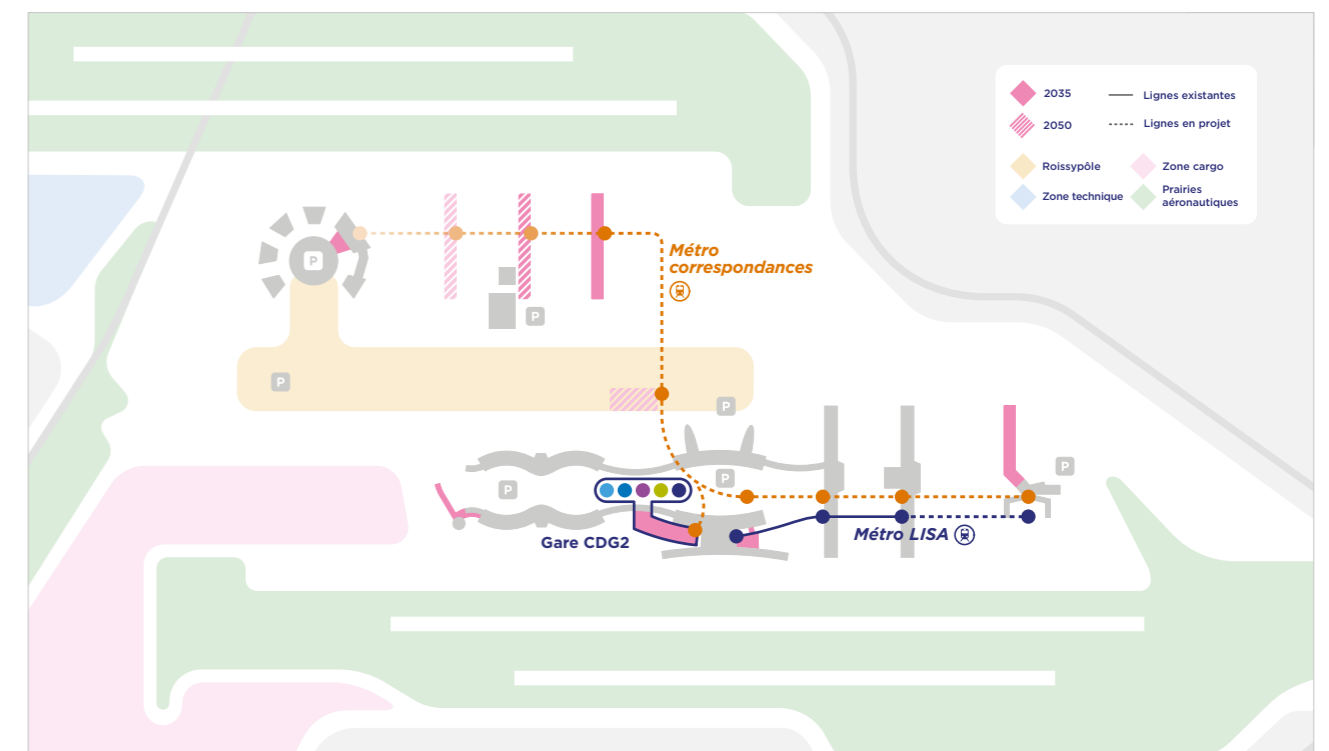 2035
Lignes existantes
2050
Lignes en projet
Roissypôle
Zone cargo
Zone technique
Prairies
aéronautiques
P
Métro
correspondances
P
P
P
P
P
P
Gare CDG2
Métro LISA